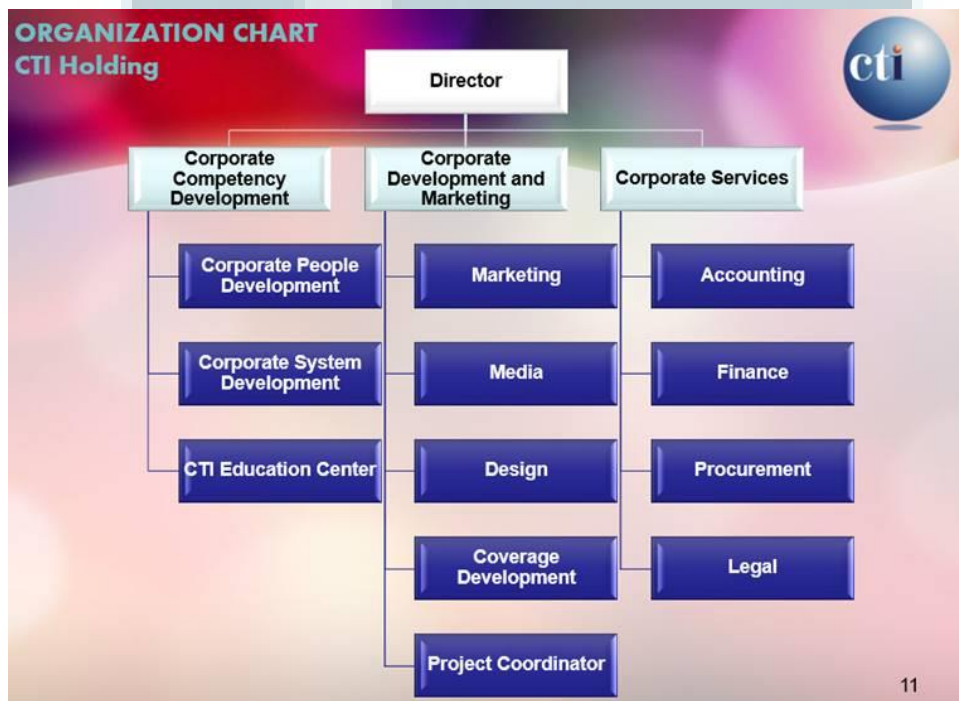 ORGANIZATION CHART
CTI Holding
cti
Director
Corporate
Competency
Development
Corporate
Development and
Marketing
Corporate Services
Corporate People
Development
Corporate System
Development
CTI Education Center
Marketing
Media
Design
Coverage
Development
Project Coordinator
Accounting
Finance
Procurement
Legal
11